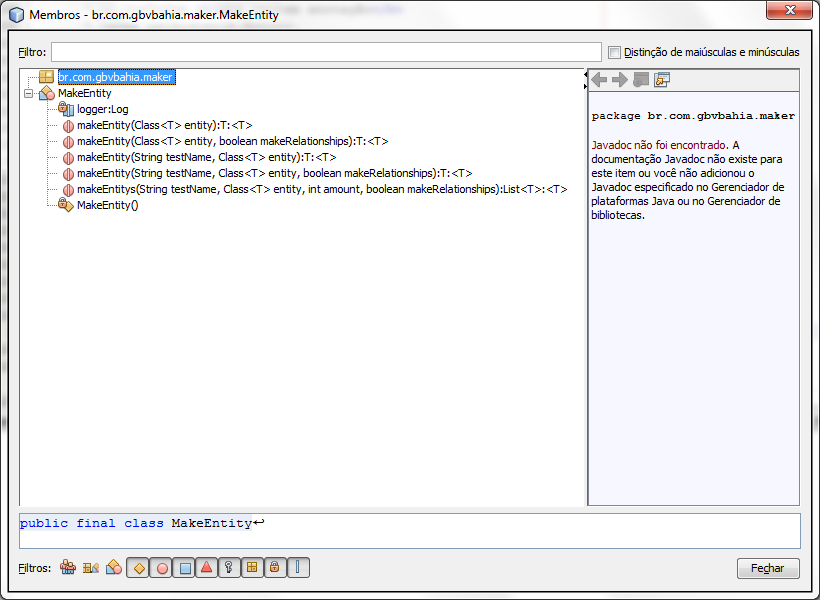 Membros - br.com.gbvbahia.maker.MakeEntity
Filtro:
Distinção de maiúsculas e minúsculas
br.com.gbvbahia.maker
MakeEntity
logger:Log
makeEntity(Class<T> entity):T:<T>
makeEntity(Class<T> entity, boolean makeRelationships):T:<T>
makeEntity(String testName, Class<T> entity):T:<T>
makeEntity(String testName, Class<T> entity, boolean makeRelationships):T:<T>
makeEntitys(String testName, Class<T> entity, int amount, boolean makeRelationships):List<T>:<T>
MakeEntity()
package br.com.gbvbahia.maker
Javadoc não foi encontrado. A
documentação Javadoc não existe para
este item ou você não adicionou o
Javadoc especificado no Gerenciador de
plataformas Java ou no Gerenciador de
bibliotecas.
public final class MakeEntity↩
Filtros:
Fechar